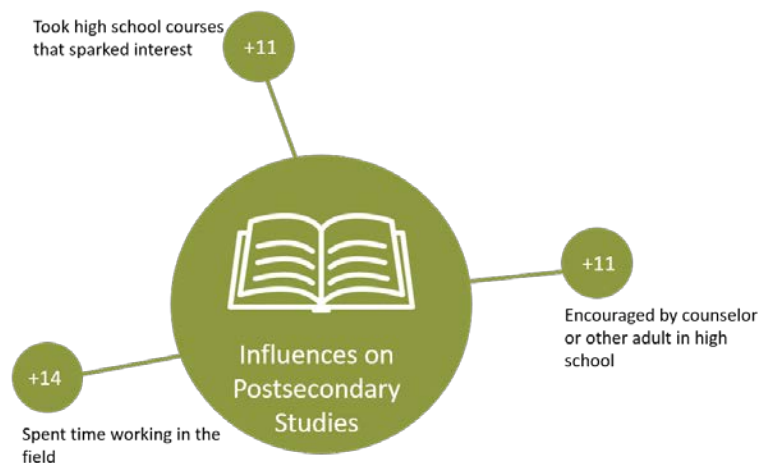 Took high school courses
that sparked interest
+11
+11
Encouraged by counselor
or other adult in high
school
Influences on
Postsecondary
Studies
+14
Spent time working in the
field